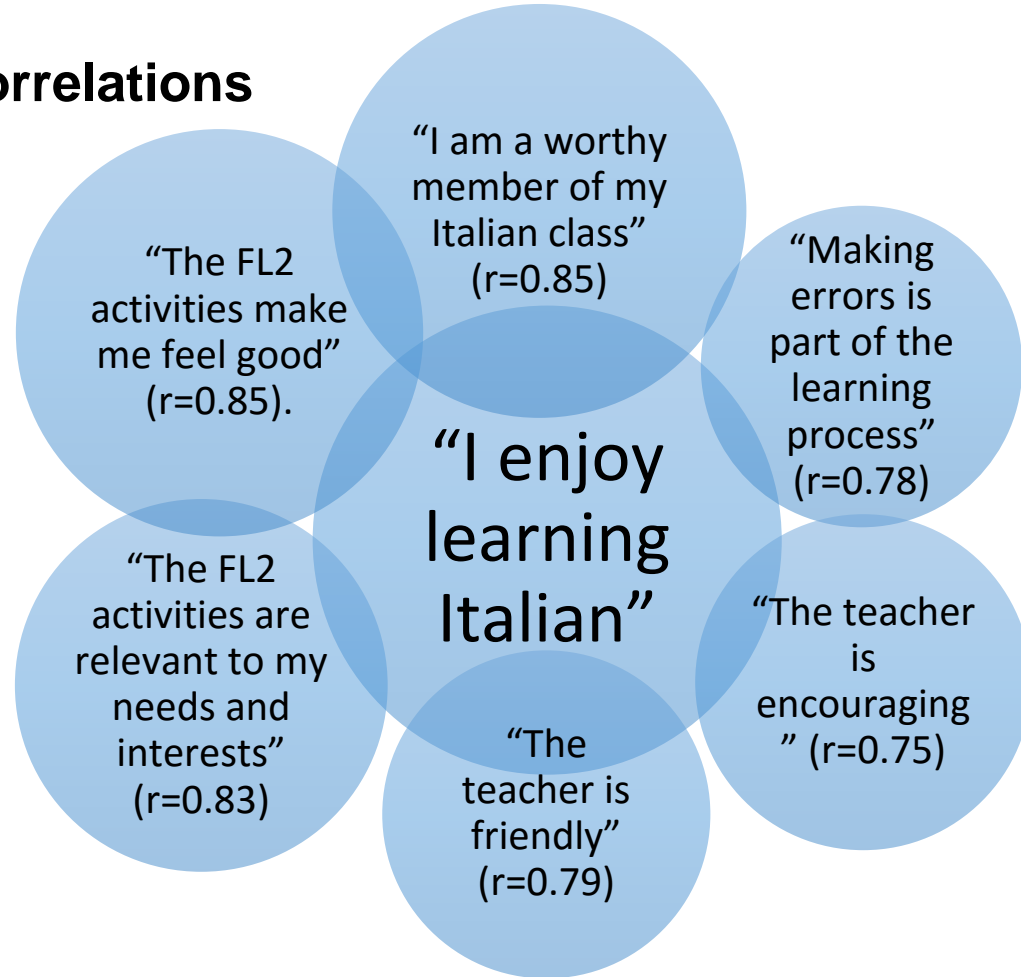 orrelations
“I am a worthy
member of my
Italian class”
(r=0.85)
“The FL2
activities make
me feel good”
(r=0.85).
“Making
errors is
part of the
learning
process”
(r=0.78)
“I enjoy
learning
Italian”
“The FL2
activities are
relevant to my
needs and
interests”
(r=0.83)
“The teacher
is
encouraging
” (r=0.75)
“The
teacher is
friendly”
(r=0.79)